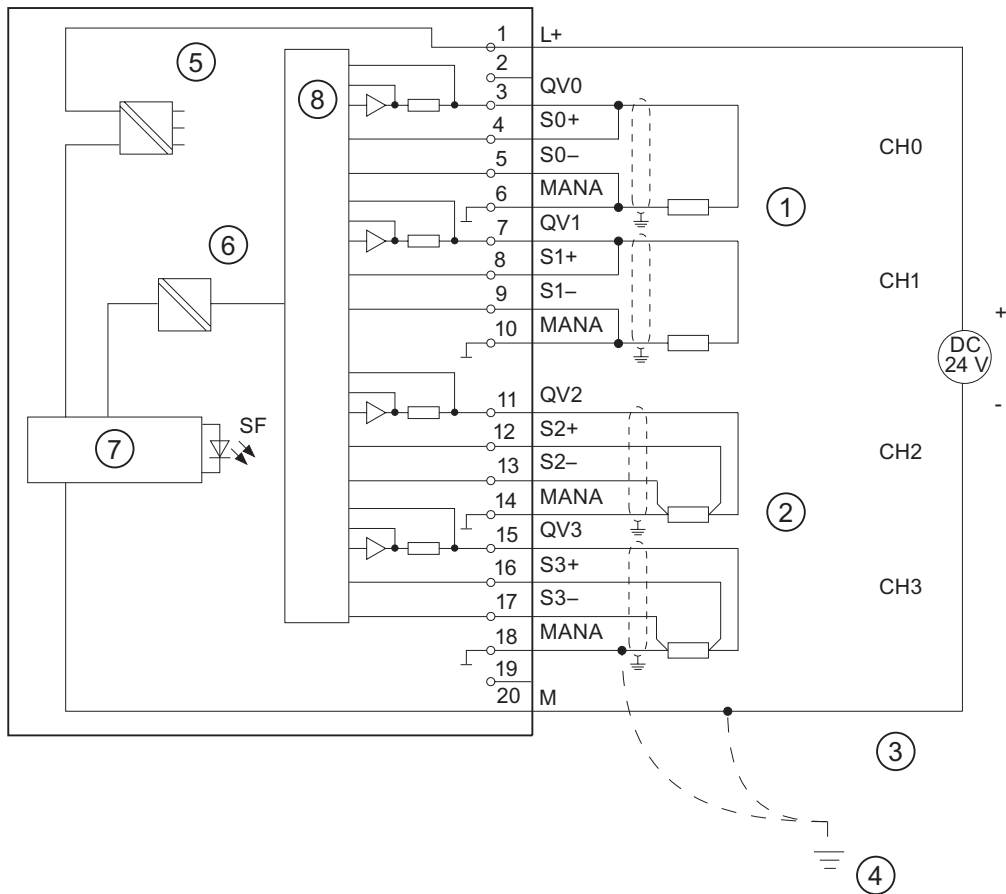 1 L+
5
2
8
QV0
3
4 S0+
CH0
5 S0–
6 MANA
1
7 QV1
6
8 S1+
9 S1–
CH1
10 MANA
+
DC
24 V
-
11 QV2
SF
7
12 S2+
CH2
13 S2–
14 MANA
2
15 QV3
16 S3+
CH3
17 S3–
18 MANA
19
20 M
3
4